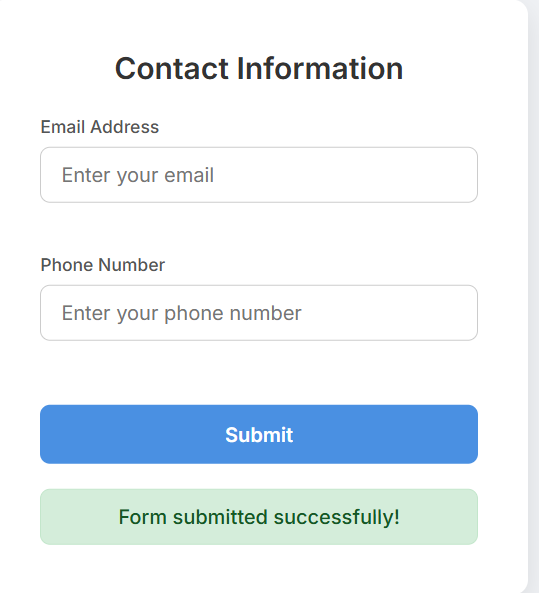 Contact Information
Email Address
Enter your email
Phone Number
Enter your phone number
Submit
Form submitted successfully!